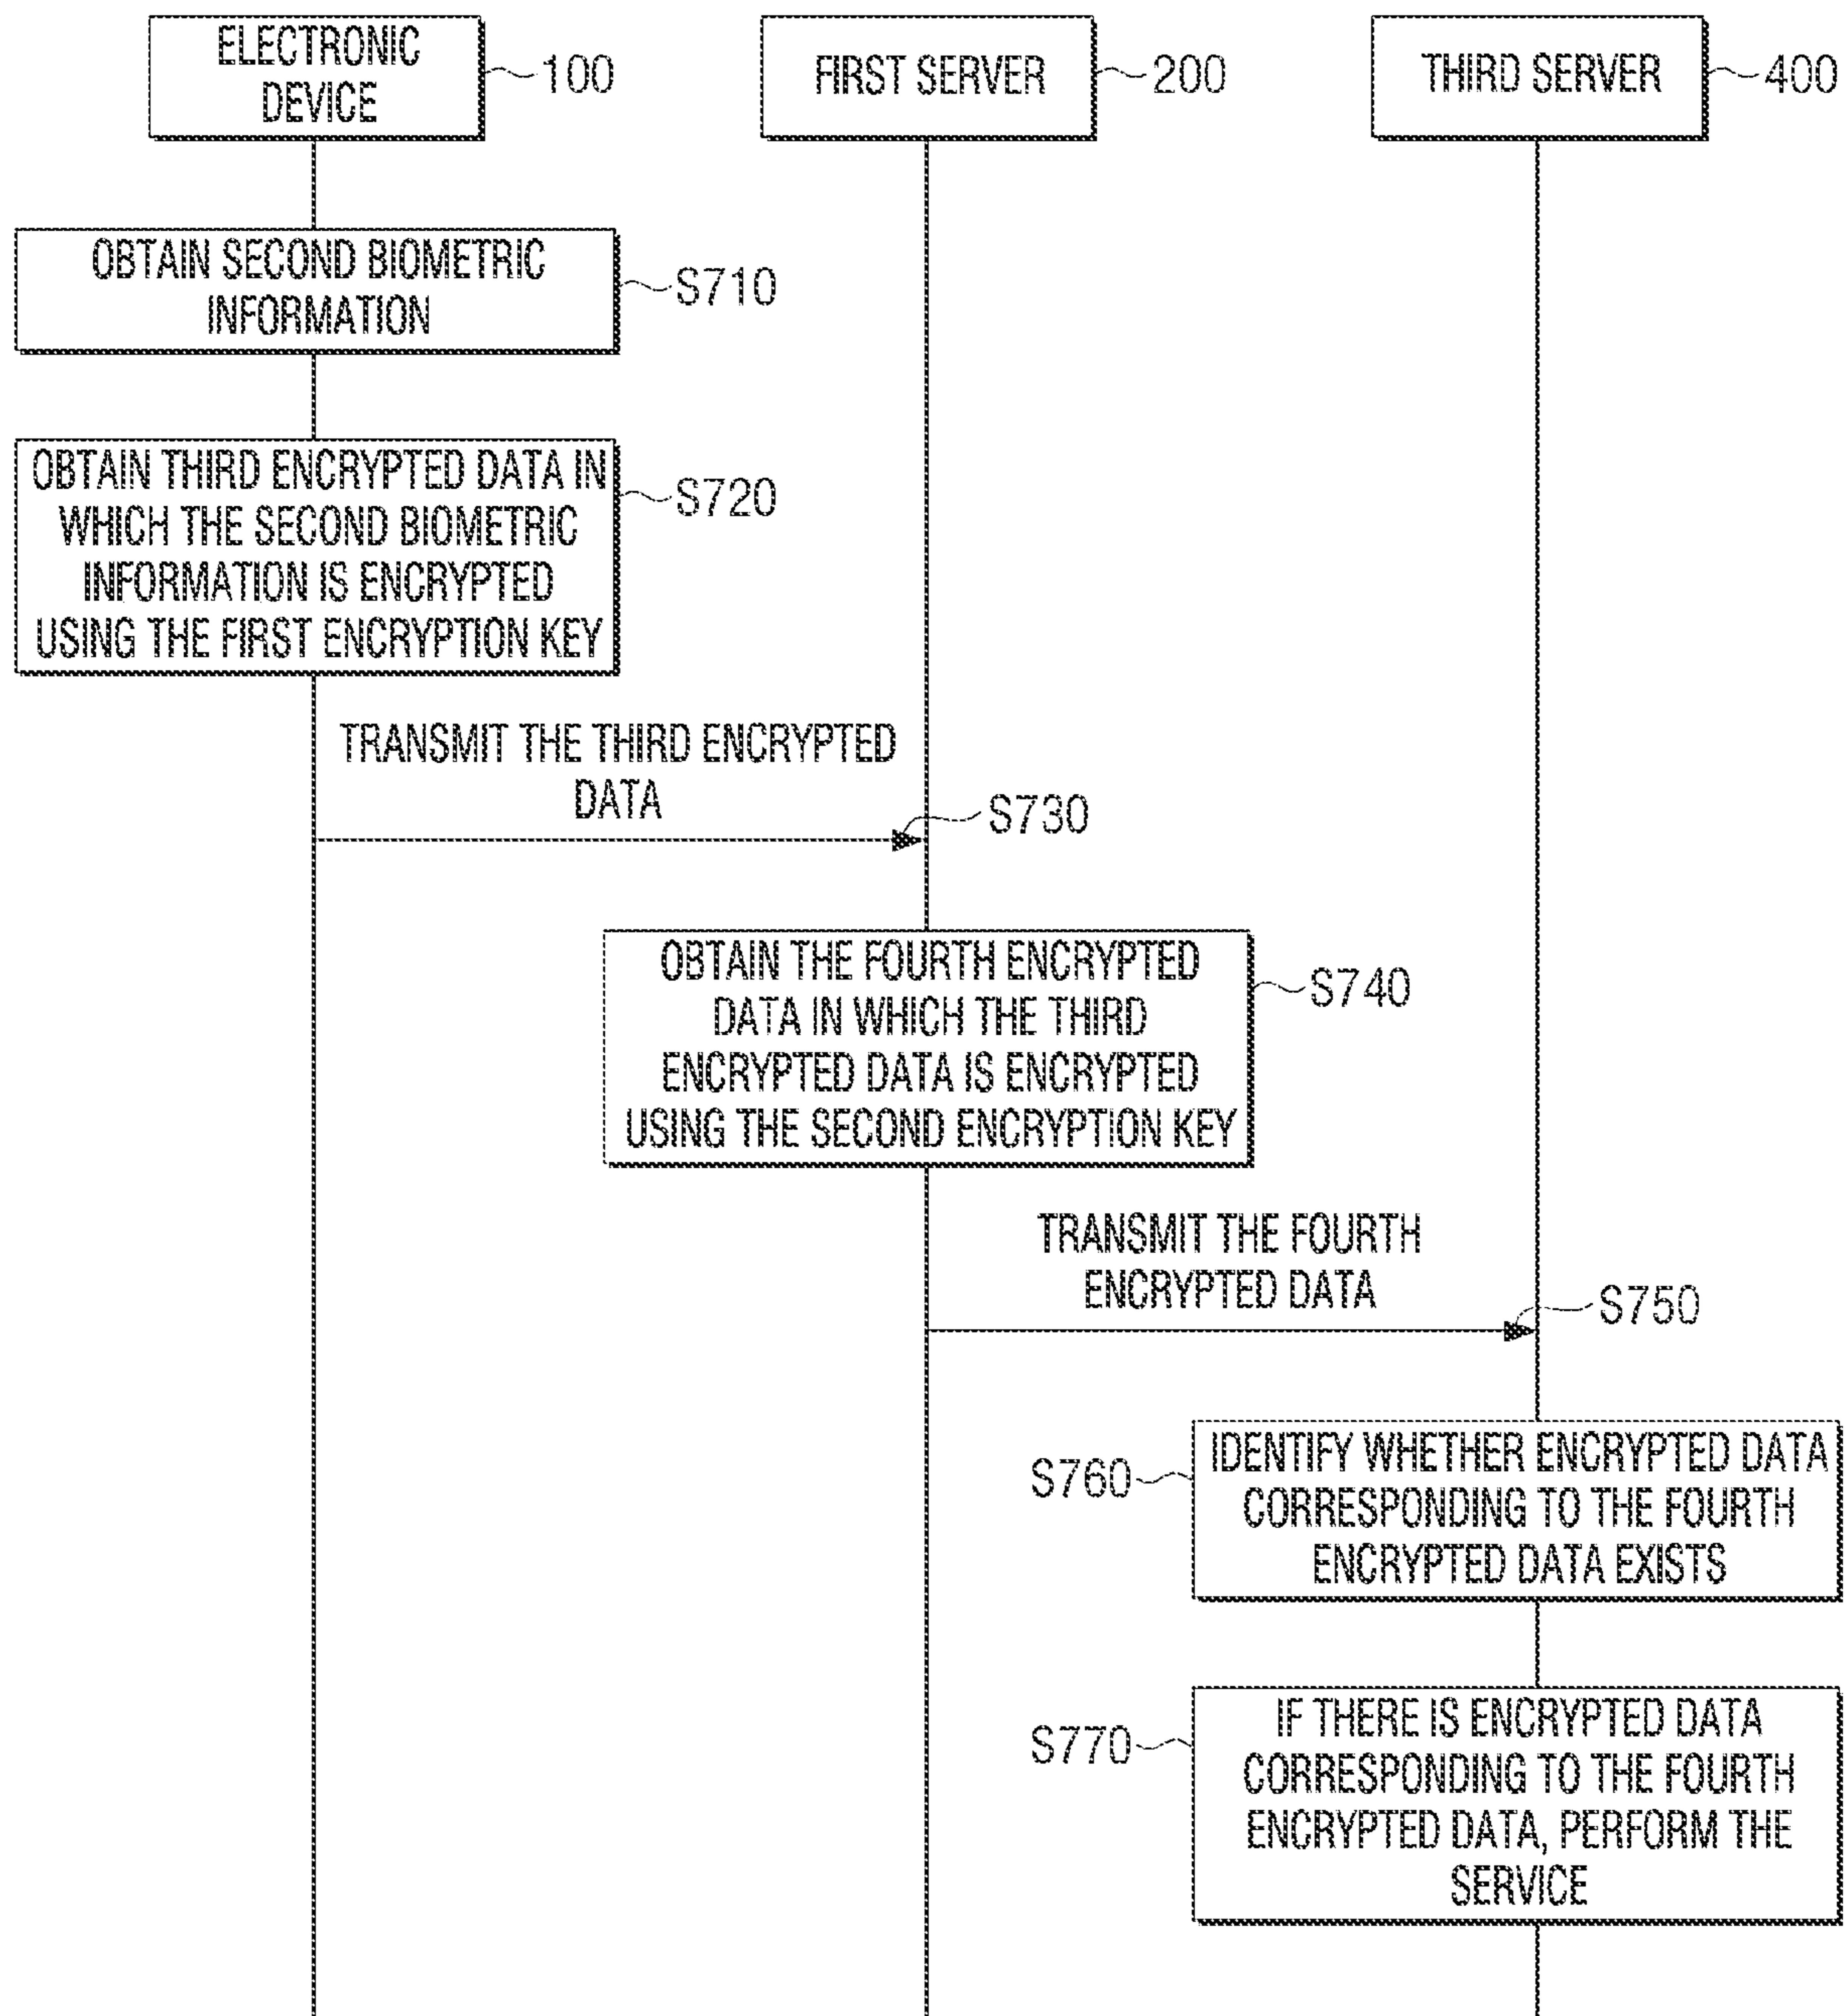 ELECTRONIC
DEVICE
100
FIRST SERVER
200
THIRD SERVER
400
OBTAIN SECOND BIOMETRIC
INFORMATION
S710
OBTAIN THIRD ENCRYPTED DATA IN
WHICH THE SECOND BIOMETRIC
INFORMATION IS ENCRYPTED
USING THE FIRST ENCRYPTION KEY
S720
TRANSMIT THE THIRD ENCRYPTED
DATA
S730
OBTAIN THE FOURTH ENCRYPTED
DATA IN WHICH THE THIRD
ENCRYPTED DATA IS ENCRYPTED
USING THE SECOND ENCRYPTION KEY
S740
TRANSMIT THE FOURTH
ENCRYPTED DATA
S750
S760
IDENTIFY WHETHER ENCRYPTED DATA
CORRESPONDING TO THE FOURTH
ENCRYPTED DATA EXISTS
S770
IF THERE IS ENCRYPTED DATA
CORRESPONDING TO THE FOURTH
ENCRYPTED DATA, PERFORM THE
SERVICE